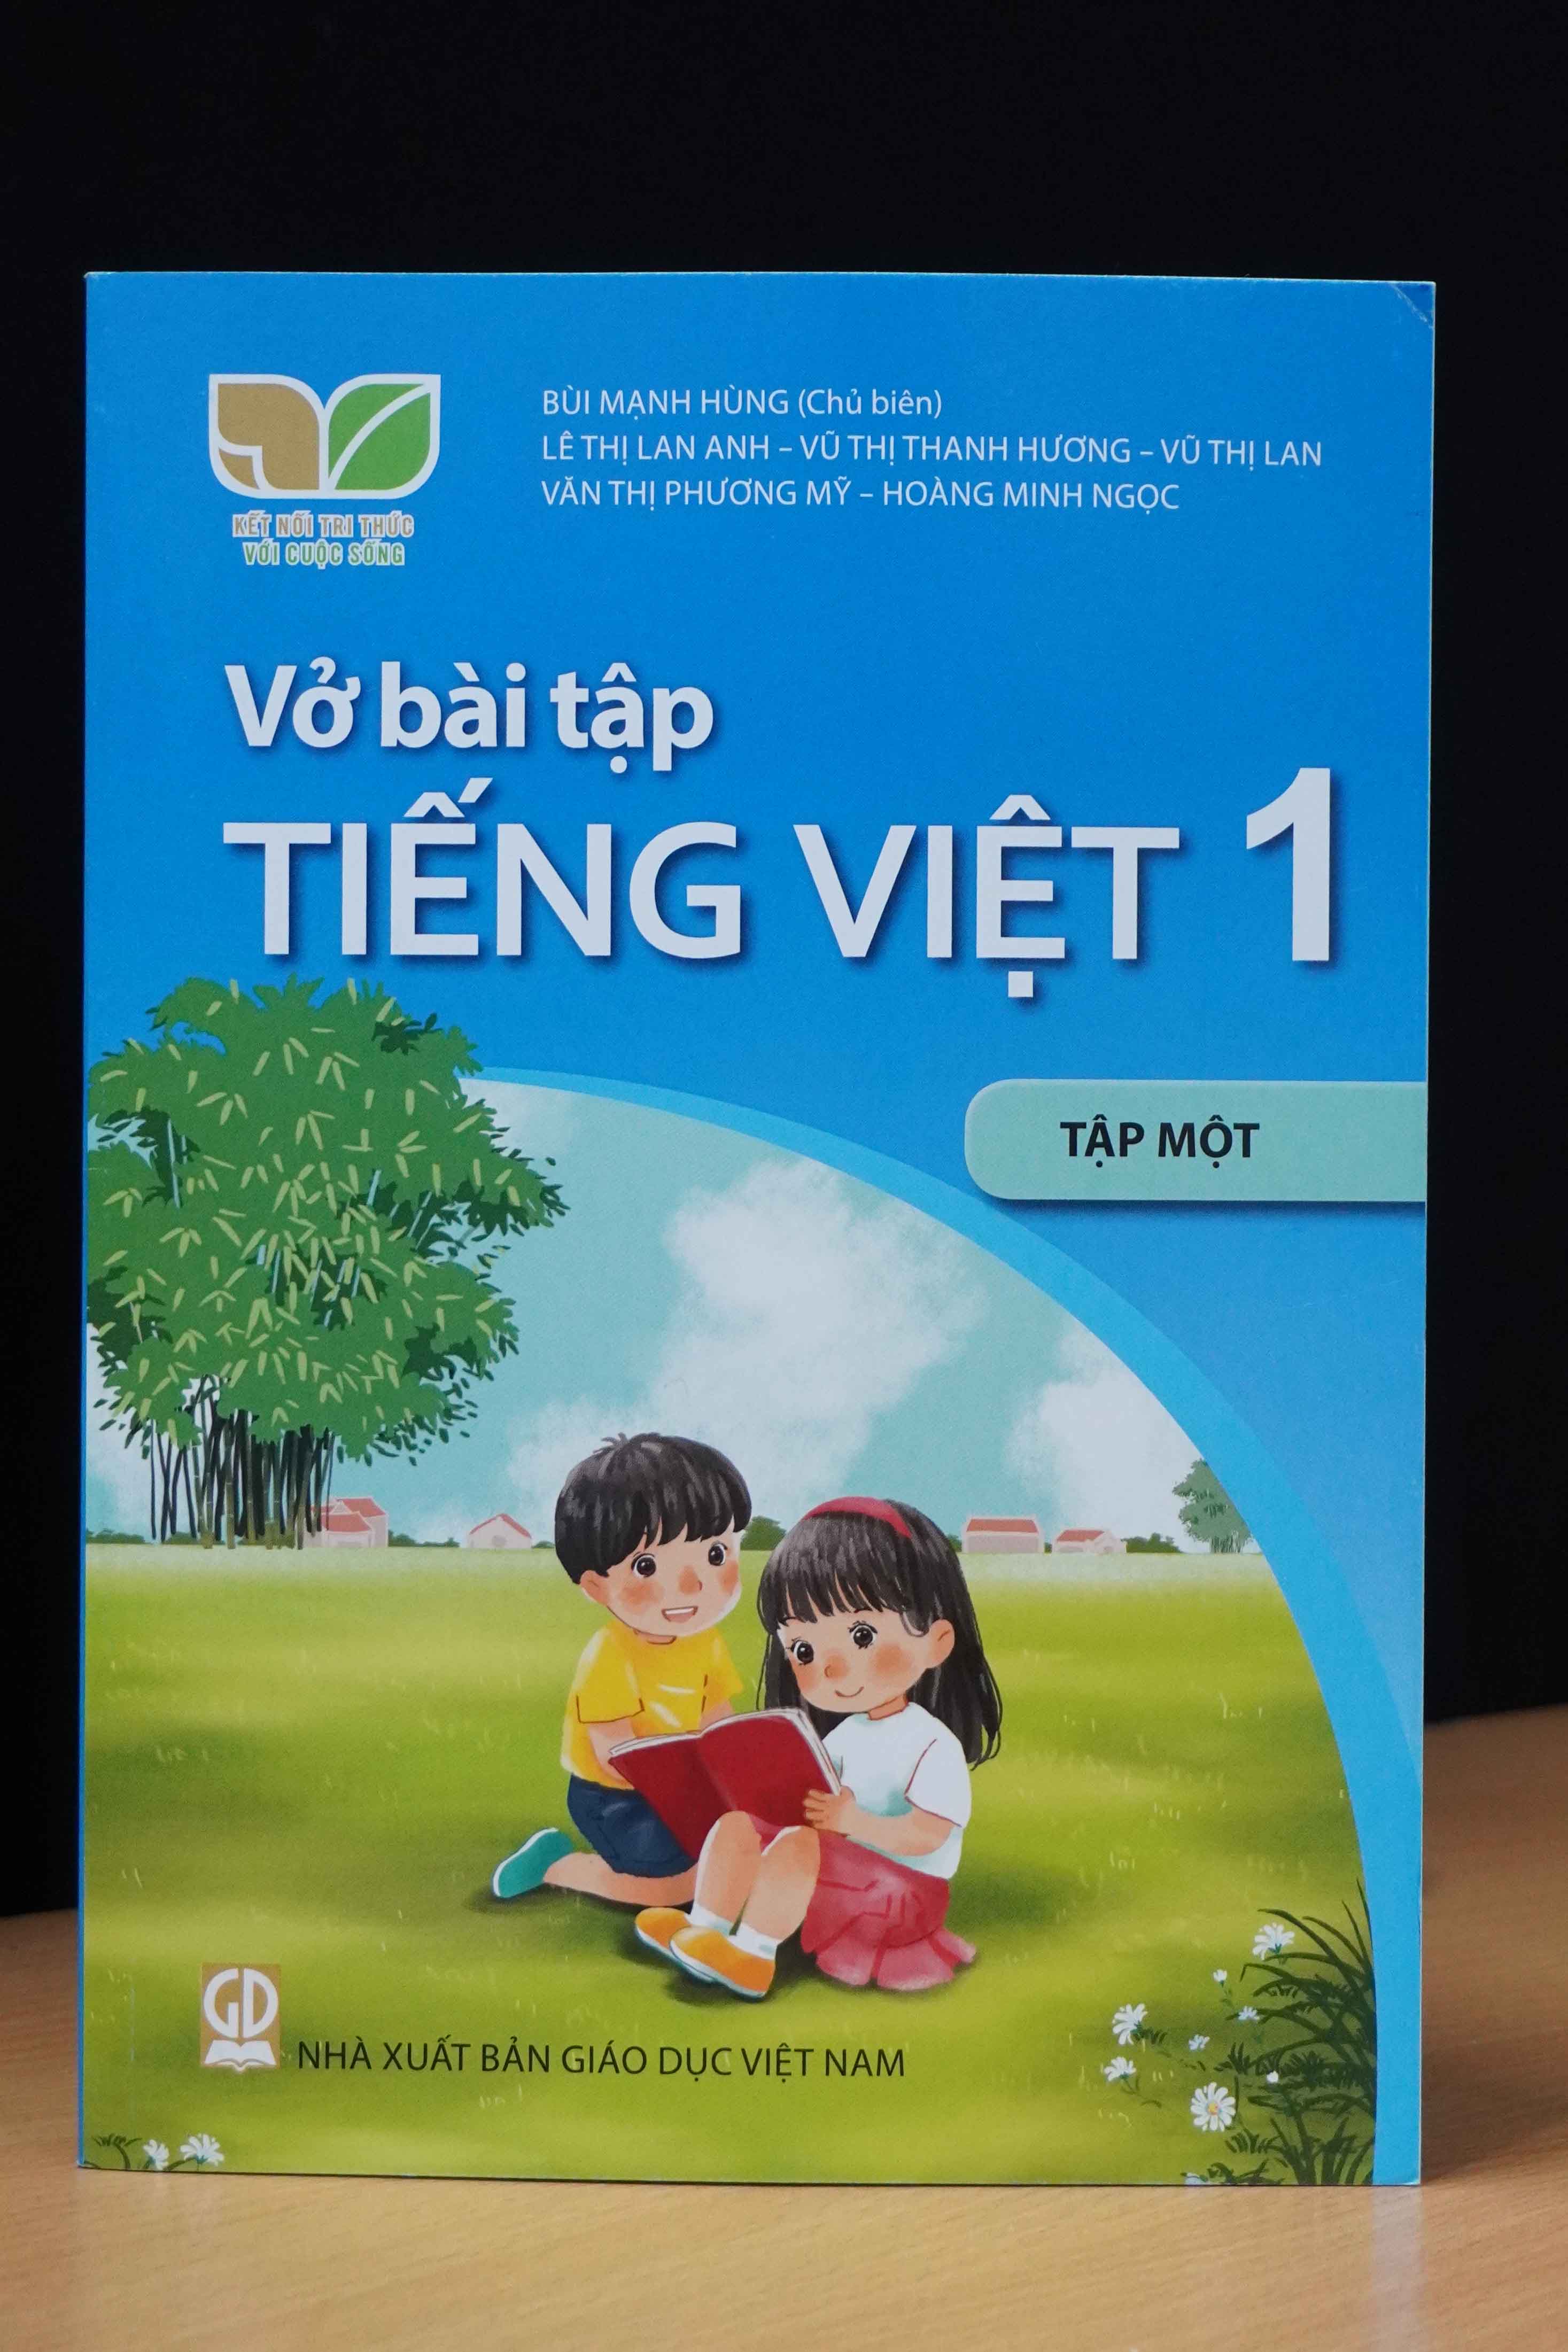 BÙI MẠNH HÙNG (Chủ biên)
LÊ THỊ LAN ANH – VŨ THỊ THANH HƯƠNG – VŨ THỊ LAN
VĂN THỊ PHƯƠNG MỸ – HOÀNG MINH NGỌC
KẾT NỐI TRI THỨC
VỚI CUỘC SỐNG
Vở bài tập
TIẾNG VIỆT 1
TẬP MỘT
GD
NHÀ XUẤT BẢN GIÁO DỤC VIỆT NAM